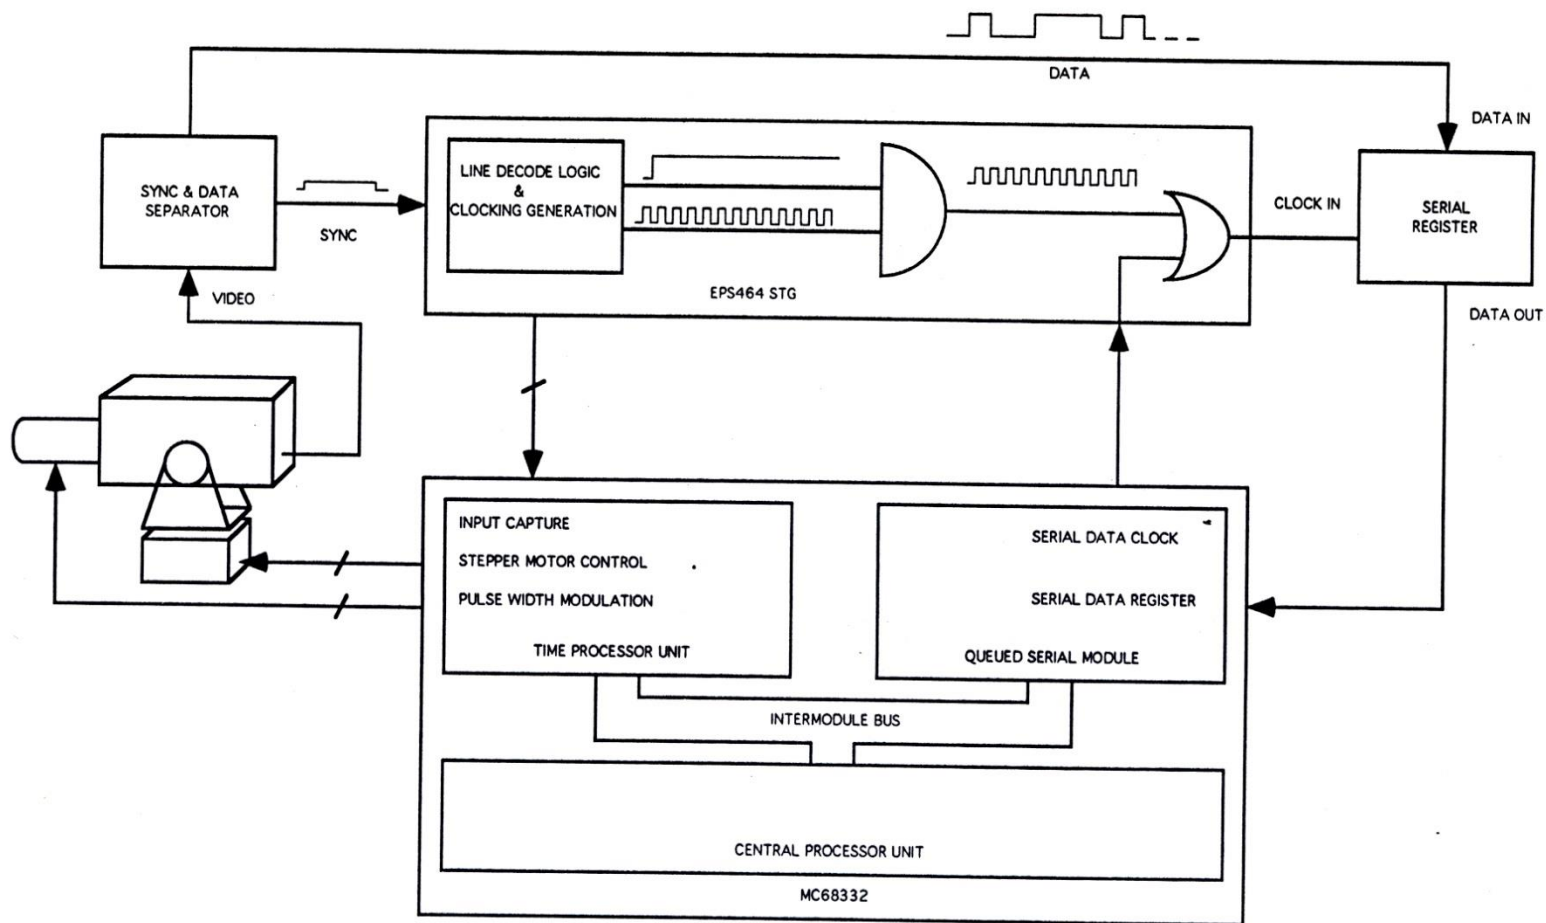 DATA
DATA IN
SYNC & DATA
SEPARATOR
SYNC
VIDEO
LINE DECODE LOGIC
&
CLOCKING GENERATION
EPS464 STG
CLOCK IN
SERIAL
REGISTER
DATA OUT
INPUT CAPTURE
STEPPER MOTOR CONTROL
PULSE WIDTH MODULATION
TIME PROCESSOR UNIT
SERIAL DATA CLOCK
SERIAL DATA REGISTER
QUEUED SERIAL MODULE
INTERMODULE BUS
CENTRAL PROCESSOR UNIT
MC68332